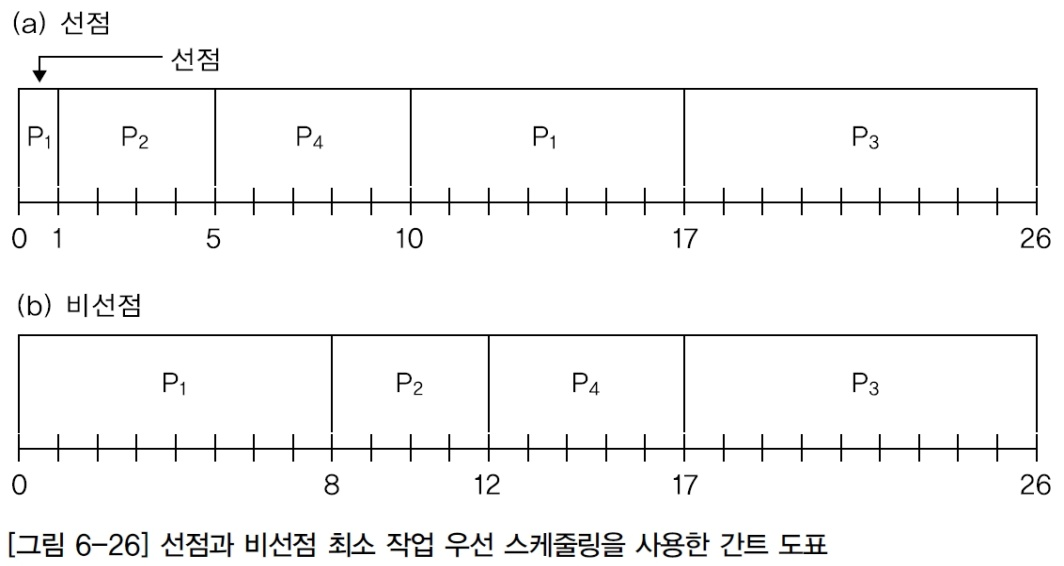 (a) 선점
선점
P₁ P₂ P₄ P₁ P₃
0 1 5 10 17 26
(b) 비선점
P₁ P₂ P₄ P₃
0 8 12 17 26
[그림 6-26] 선점과 비선점 최소 작업 우선 스케줄링을 사용한 간트 도표